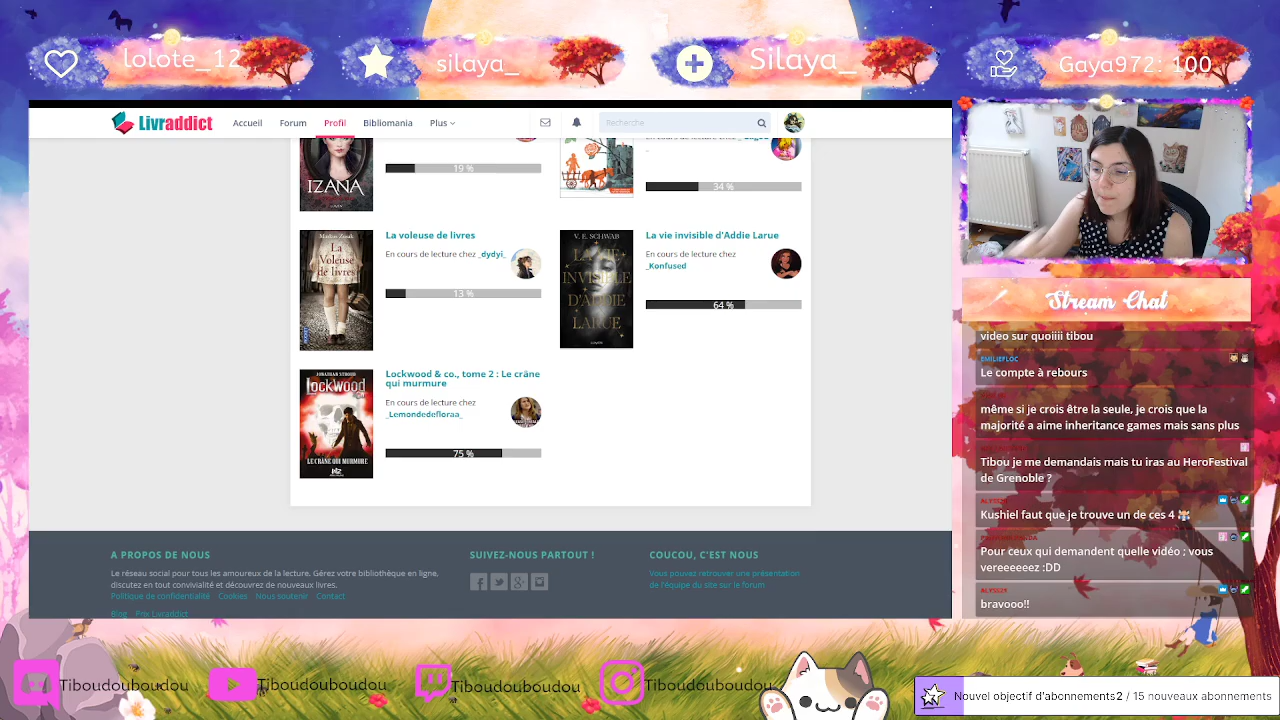 lolote_12
silaya_
Silaya_
Gaya972: 100
Livraddict
Accueil
Forum
Profil
Bibliomania
Plus
Recherche
IZANA
19 %
34 %
Markus Zusak
La Voleuse de livres
La voleuse de livres
En cours de lecture chez _dydyi_
13 %
V. E. SCHWAB
LA VIE
INVISIBLE
D'ADDIE
LARUE
La vie invisible d'Addie Larue
En cours de lecture chez
_Konfused
64 %
JONATHAN STROUD
LOCKWOOD
LE CRÂNE QUI MURMURE
Lockwood & co., tome 2 : Le crâne
qui murmure
En cours de lecture chez
_Lemondedefloraa_
75 %
A PROPOS DE NOUS
Le réseau social pour tous les amoureux de la lecture. Gérez votre bibliothèque en ligne,
discutez en tout convivialité et découvrez de nouveaux livres.
Politique de confidentialité Cookies Nous soutenir Contact
Blog Prix Livraddict
SUIVEZ-NOUS PARTOUT !
COUCOU, C'EST NOUS
Vous pouvez retrouver une présentation
de l'équipe du site sur le forum.
Stream Chat
video sur quoiiii tibou
EMILIEFLOC
Le compte à rebours
même si je crois être la seule, je crois que la
majorité a de l'inheritance games mais sans plus
Tibou je me demandais mais tu iras au HeroFestival
de Grenoble ?
ALYSS29
Kushiel faut que je trouve un de ces 4
Pour ceux qui demandent quelle video ; vous
vereeeeeez :DD
ALYSS29
bravooo!!
Tiboudouboudou
Tiboudouboudou
Tiboudouboudou
Tiboudouboudou
Nouvel objectif d'abonnements 2 / 15 nouveaux abonnements